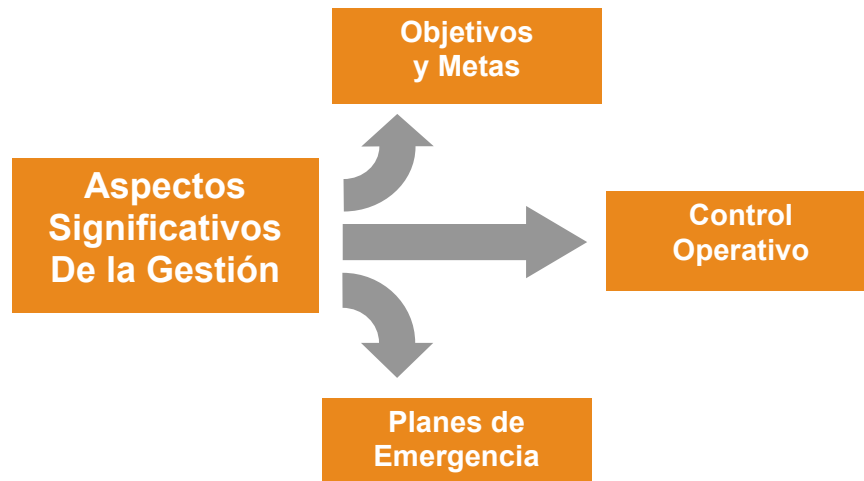 Objetivos
y Metas
Aspectos
Significativos
De la Gestión
Control
Operativo
Planes de
Emergencia